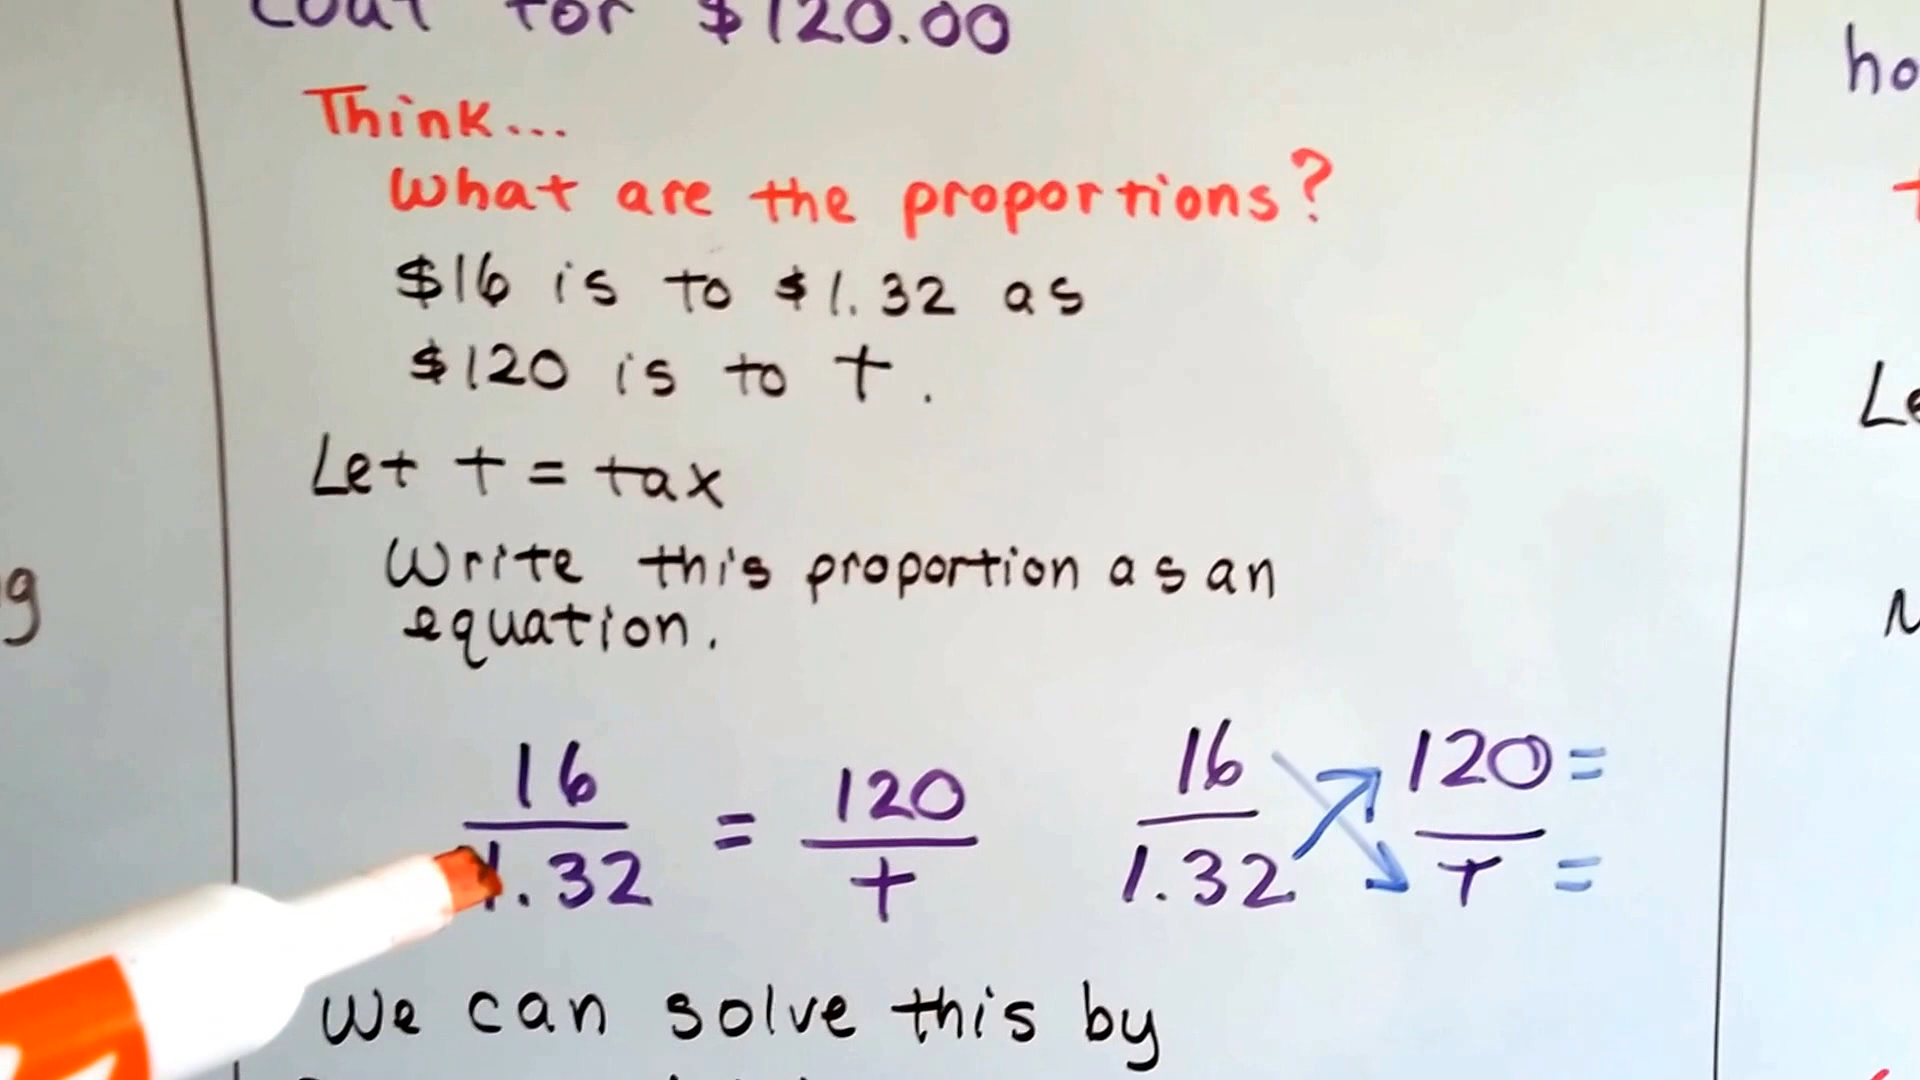 coat for $120.00
Think...
What are the proportions?
$16 is to $1.32 as
$120 is to t.
Let t = tax
Write this proportion as an
equation.
16/1.32 = 120/t 16/1.32 120/t = =
We can solve this by